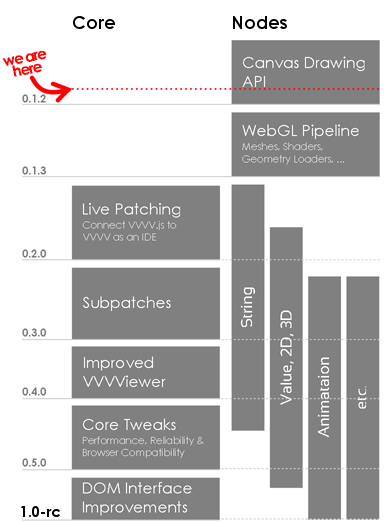 Core
Nodes
we are
here
Canvas Drawing
API
0.1.2
WebGL Pipeline
Meshes, Shaders,
Geometry Loaders, ...
0.1.3
Live Patching
Connect VVVV.js to
VVVV as an IDE
0.2.0
Subpatches
0.3.0
Improved
VVVViewer
0.4.0
Core Tweaks
Performance, Reliability &
Browser Compatibility
0.5.0
DOM Interface
Improvements
1.0-rc
String
Value, 2D, 3D
Animataion
etc.